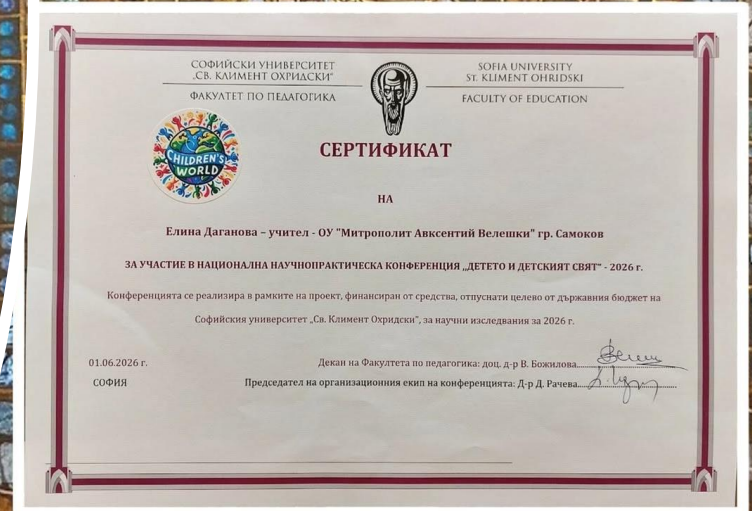 СОФИЙСКИ УНИВЕРСИТЕТ
„СВ. КЛИМЕНТ ОХРИДСКИ“
ФАКУЛТЕТ ПО ПЕДАГОГИКА
SOFIA UNIVERSITY
ST. KLIMENT OHRIDSKI
FACULTY OF EDUCATION
CHILDREN'S
WORLD
СЕРТИФИКАТ
НА
Елина Даганова – учител - ОУ "Митрополит Авксентий Велешки" гр. Самоков
ЗА УЧАСТИЕ В НАЦИОНАЛНА НАУЧНОПРАКТИЧЕСКА КОНФЕРЕНЦИЯ „ДЕТЕТО И ДЕТСКИЯТ СВЯТ“ - 2026 г.
Конференцията се реализира в рамките на проект, финансиран от средства, отпуснати целево от държавния бюджет на
Софийския университет „Св. Климент Охридски“, за научни изследвания за 2026 г.
01.06.2026 г.
СОФИЯ
Декан на Факултета по педагогика: доц. д-р В. Божилова
Председател на организационния екип на конференцията: Д-р Д. Рачева